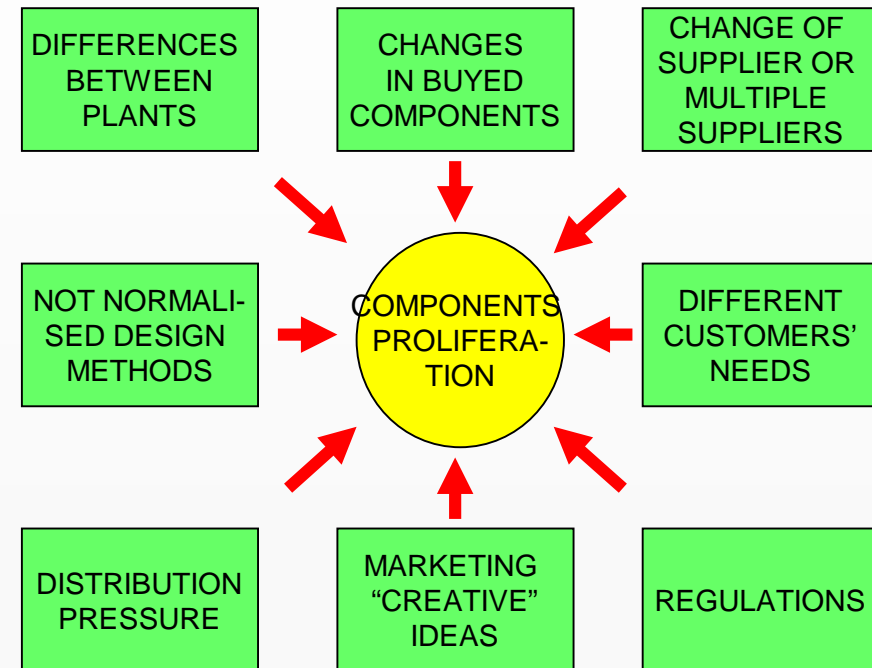 DIFFERENCES
BETWEEN
PLANTS
CHANGES
IN BUYED
COMPONENTS
CHANGE OF
SUPPLIER OR
MULTIPLE
SUPPLIERS
NOT NORMALI-
SED DESIGN
METHODS
COMPONENTS
PROLIFERA-
TION
DIFFERENT
CUSTOMERS’
NEEDS
DISTRIBUTION
PRESSURE
MARKETING
“CREATIVE”
IDEAS
REGULATIONS